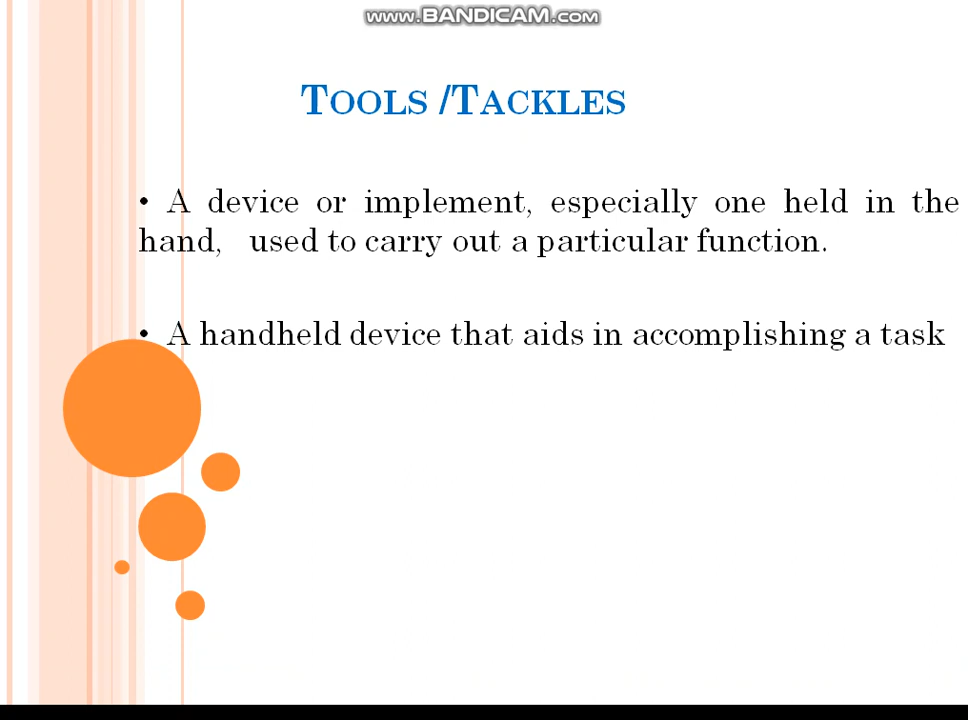 www.BANDICAM.com
TOOLS /TACKLES
• A device or implement, especially one held in the
hand, used to carry out a particular function.
• A handheld device that aids in accomplishing a task